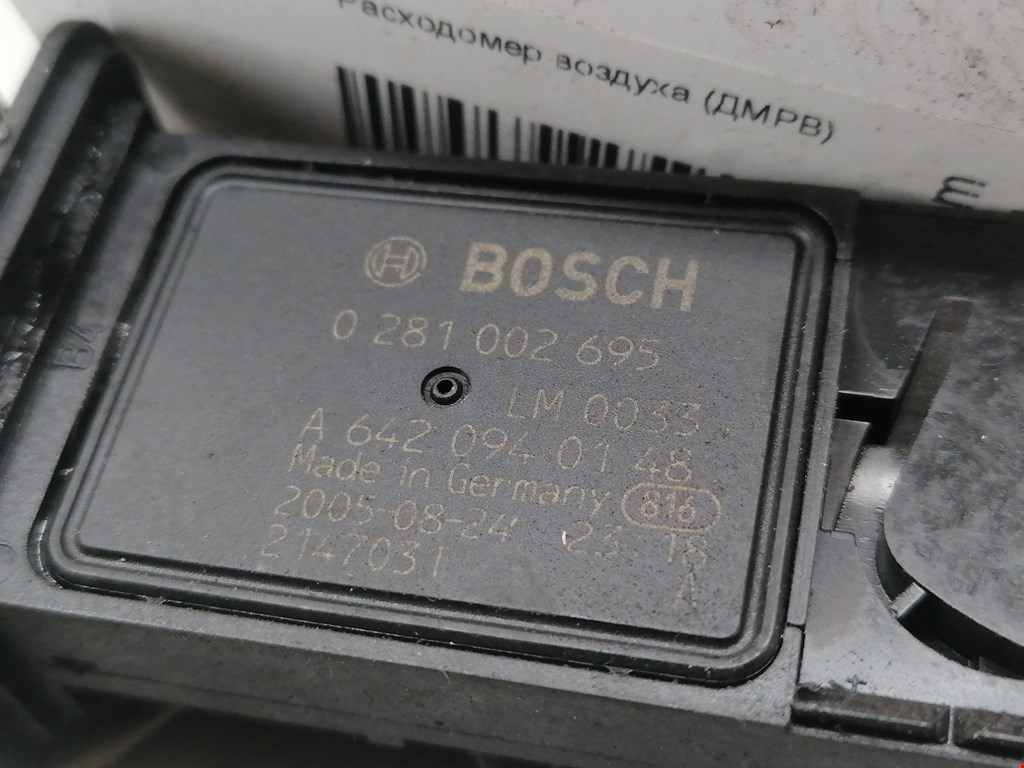 Расходомер воздуха (ДМРВ)
BOSCH
0 281 002 695
LM 0033
A 642 094 01 48
Made in Germany 816
2005-08-24 23 18
2147031 A
B4